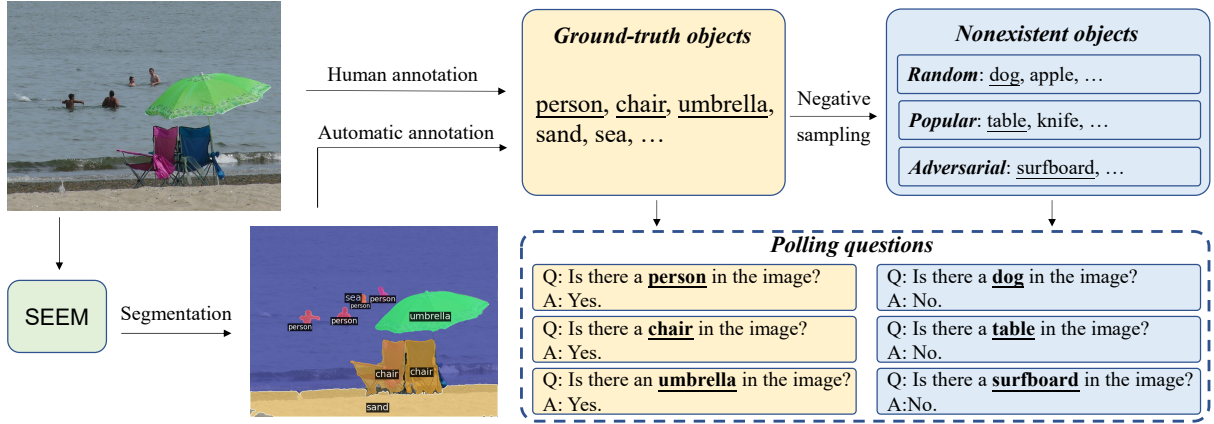 Human annotation
Automatic annotation
Ground-truth objects
person, chair, umbrella,
sand, sea, …
Negative
sampling
Nonexistent objects
Random: dog, apple, …
Popular: table, knife, …
Adversarial: surfboard, …
SEEM
Segmentation
sea
person
person
person
person
umbrella
chair
chair
sand
Polling questions
Q: Is there a person in the image?
A: Yes.
Q: Is there a chair in the image?
A: Yes.
Q: Is there an umbrella in the image?
A: Yes.
Q: Is there a dog in the image?
A: No.
Q: Is there a table in the image?
A: No.
Q: Is there a surfboard in the image?
A:No.